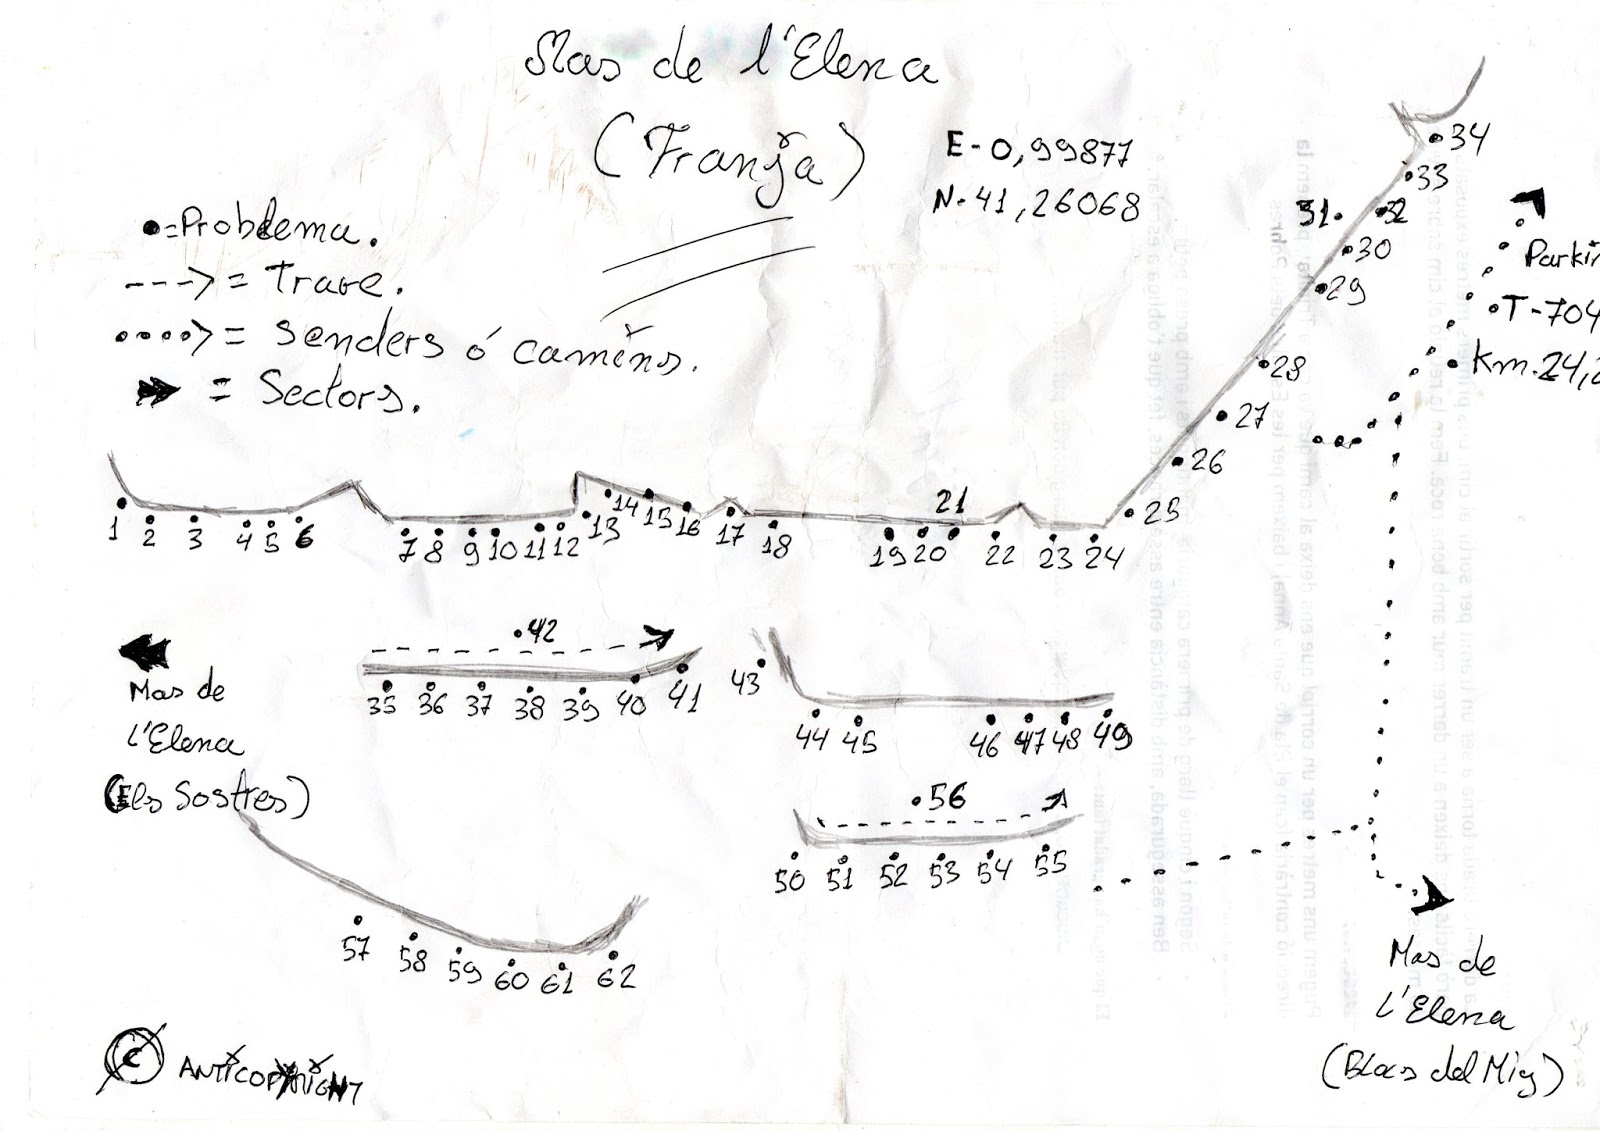 Mas de l'Elena
(Franja)
E-0,99877
N-41,26068
•=Problema.
--->= Trave.
••••>= Senders ó camins.
= Sectors.
34
33
31 32
30
29
28
27
26
25
Parkin
T-704
Km.24,2
1 2 3 4 5 6 7 8 9 10 11 12 13 14 15 16 17 18 19 20 21 22 23 24
42
35 36 37 38 39 40 41
43 44 45 46 47 48 49
Mas de
L'Elena
(Els Sostres)
56
50 51 52 53 54 55
57 58 59 60 61 62
Mas de
L'Elena
(Blocs del Mig)
© ANTICOPYRIGHT